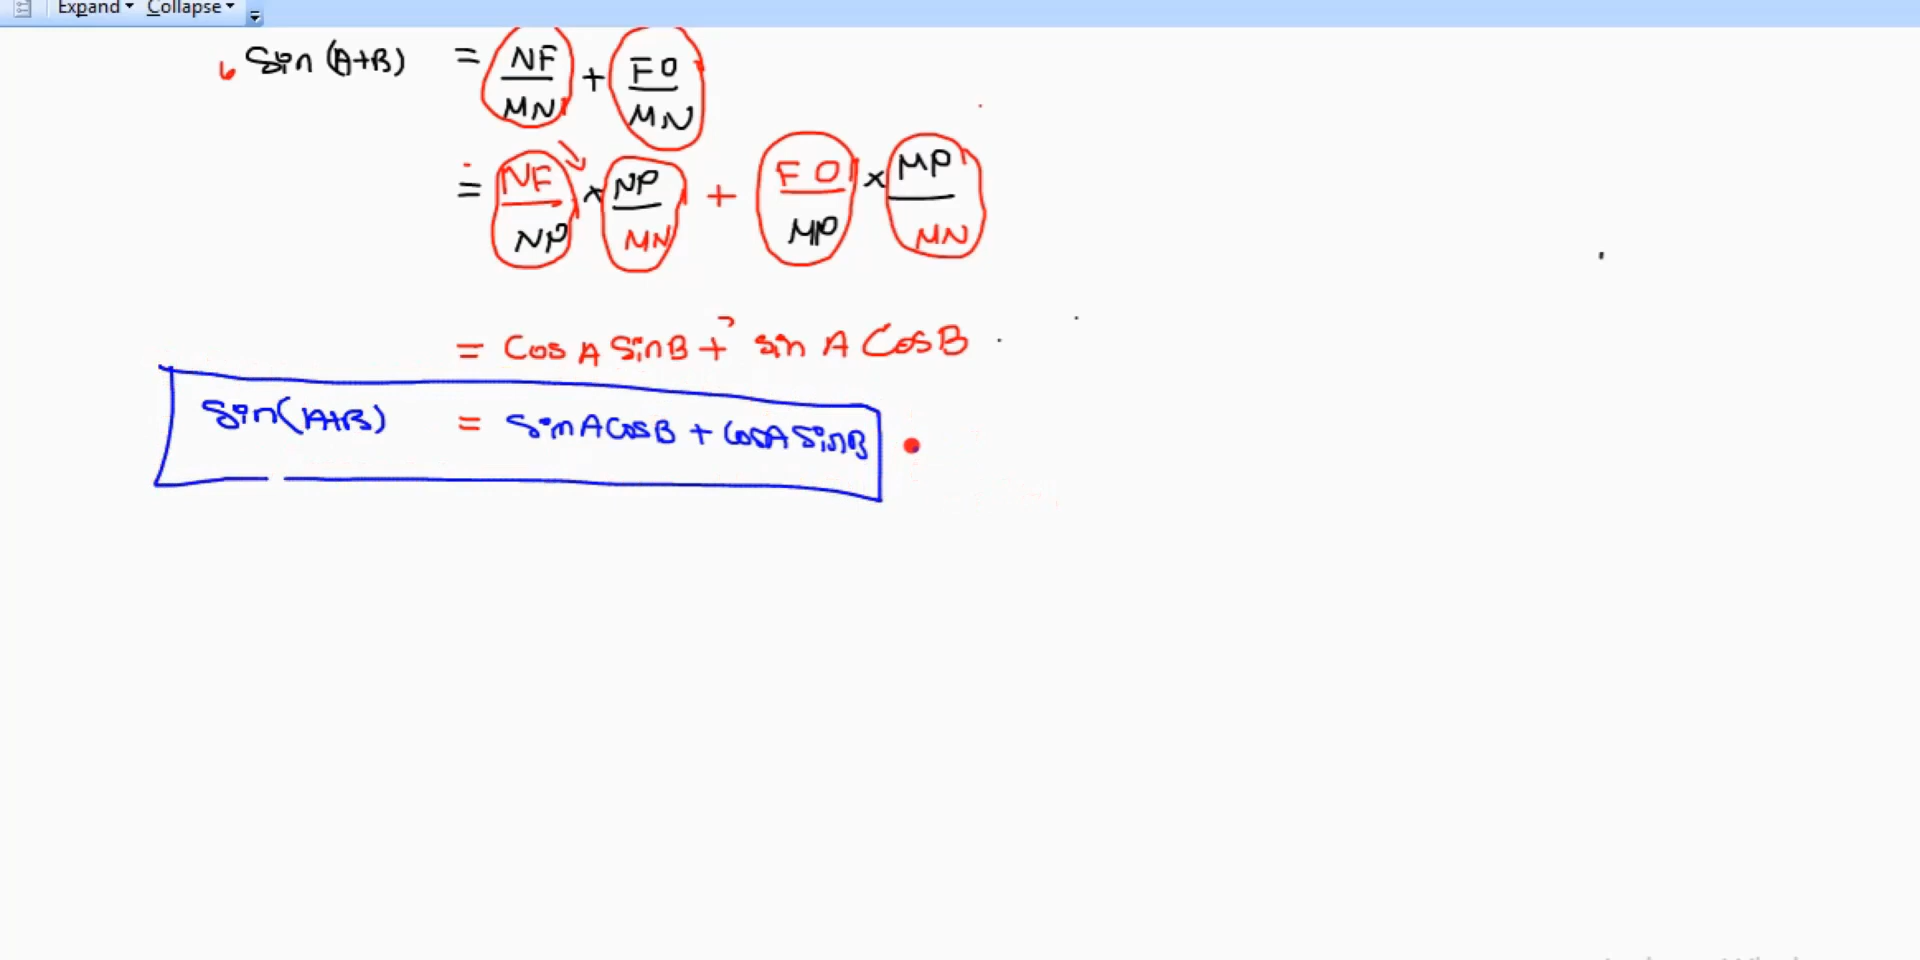 Expand Collapse
Sin (A+B) = NF/MN + FO/MN
= NF/NP × NP/MN + FO/MP × MP/MN
= Cos A Sin B + sin A Cos B
Sin(A+B) = Sin A Cos B + Cos A Sin B